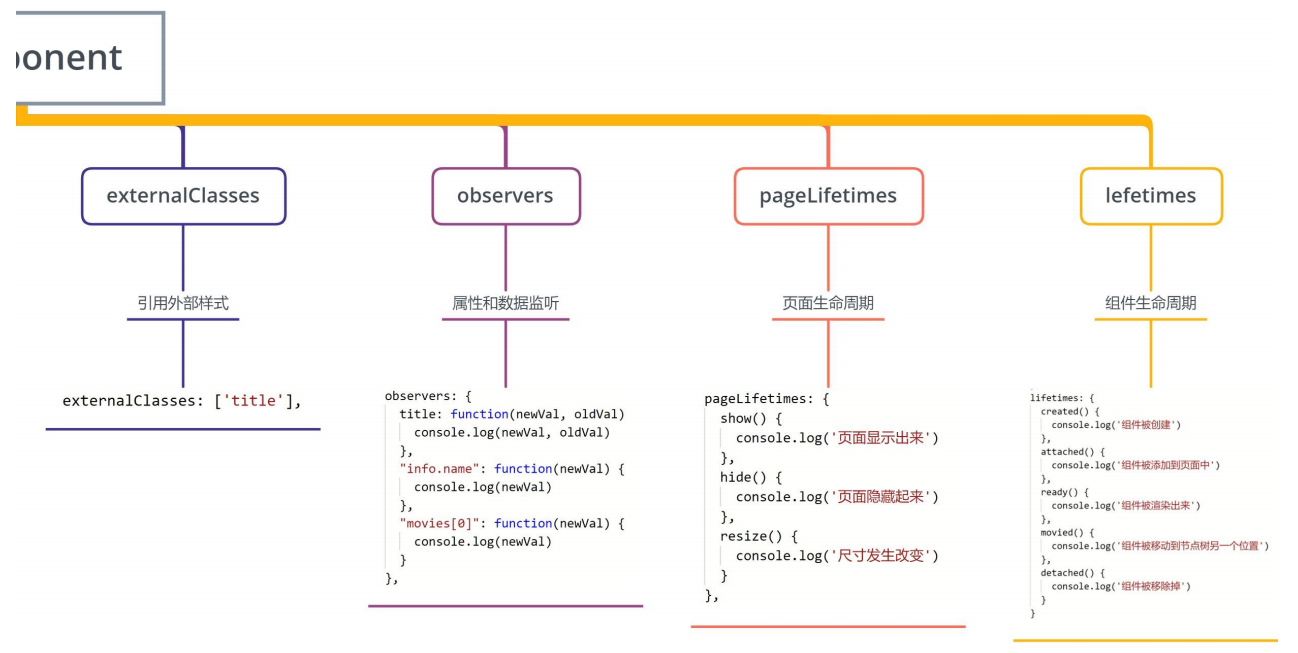 ponent
externalClasses
observers
pageLifetimes
lefetimes
引用外部样式
属性和数据监听
页面生命周期
组件生命周期
externalClasses: ['title'],
observers: {
title: function(newVal, oldVal)
console.log(newVal, oldVal)
},
"info.name": function(newVal) {
console.log(newVal)
},
"movies[0]": function(newVal) {
console.log(newVal)
}
},
pageLifetimes: {
show() {
console.log('页面显示出来')
},
hide() {
console.log('页面隐藏起来')
},
resize() {
console.log('尺寸发生改变')
}
},
lifetimes: {
created() {
console.log('组件被创建')
},
attached() {
console.log('组件被添加到页面中')
},
ready() {
console.log('组件被渲染出来')
},
movied() {
console.log('组件被移动到节点树另一个位置')
},
detached() {
console.log('组件被移除掉')
}
}